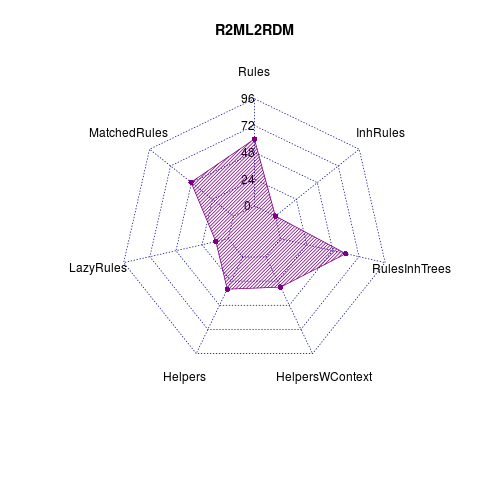 R2ML2RDM
Rules
96
MatchedRules
InhRules
72
48
24
0
LazyRules
RulesInhTrees
Helpers
HelpersWContext